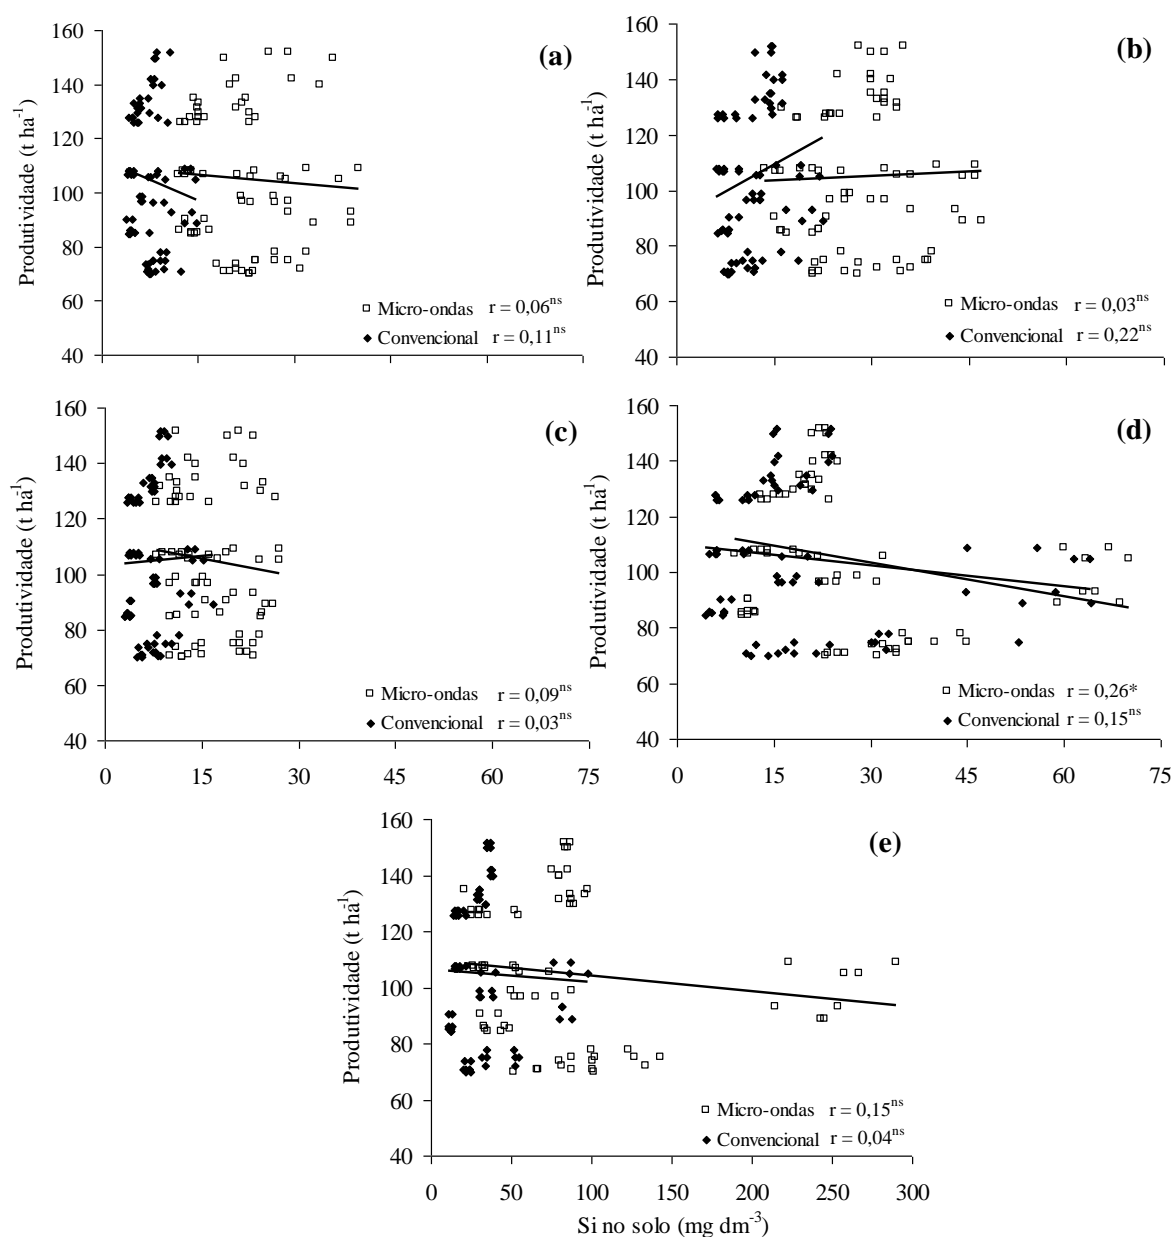 160
140
120
100
80
60
40
Produtividade (t ha-1)
(a)
Micro-ondas r = 0,06ns
Convencional r = 0,11ns
160
140
120
100
80
60
40
Produtividade (t ha-1)
(b)
Micro-ondas r = 0,03ns
Convencional r = 0,22ns
160
140
120
100
80
60
40
Produtividade (t ha-1)
(c)
Micro-ondas r = 0,09ns
Convencional r = 0,03ns
0 15 30 45 60 75
160
140
120
100
80
60
40
Produtividade (t ha-1)
(d)
Micro-ondas r = 0,26*
Convencional r = 0,15ns
0 15 30 45 60 75
160
140
120
100
80
60
40
Produtividade (t ha-1)
(e)
Micro-ondas r = 0,15ns
Convencional r = 0,04ns
0 50 100 150 200 250 300
Si no solo (mg dm-3)